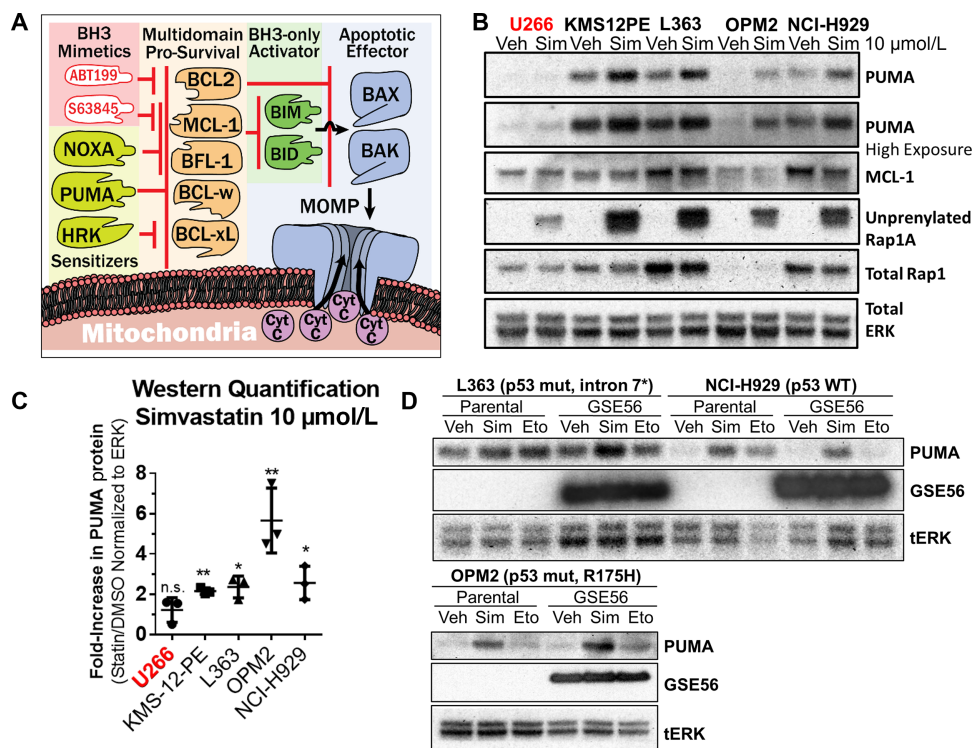 A
BH3 Mimetics
Multidomain Pro-Survival
BH3-only Activator
Apoptotic Effector
ABT199
S63845
NOXA
PUMA
HRK
Sensitizers
BCL2
MCL-1
BFL-1
BCL-w
BCL-xL
BIM
BID
BAX
BAK
MOMP
Cyt C
Cyt C
Cyt C
Cyt C
Mitochondria
B
U266 KMS12PE L363 OPM2 NCI-H929
Veh Sim Veh Sim Veh Sim Veh Sim Veh Sim 10 µmol/L
PUMA
PUMA
High Exposure
MCL-1
Unprenylated
Rap1A
Total Rap1
Total
ERK
C
Western Quantification
Simvastatin 10 µmol/L
Fold-Increase in PUMA protein
(Statin/DMSO Normalized to ERK)
8
6
4
2
0
n.s.
**
*
**
*
U266
KMS-12-PE
L363
OPM2
NCI-H929
D
L363 (p53 mut, intron 7*) NCI-H929 (p53 WT)
Parental GSE56 Parental GSE56
Veh Sim Eto Veh Sim Eto Veh Sim Eto Veh Sim Eto
PUMA
GSE56
tERK
OPM2 (p53 mut, R175H)
Parental GSE56
Veh Sim Eto Veh Sim Eto
PUMA
GSE56
tERK